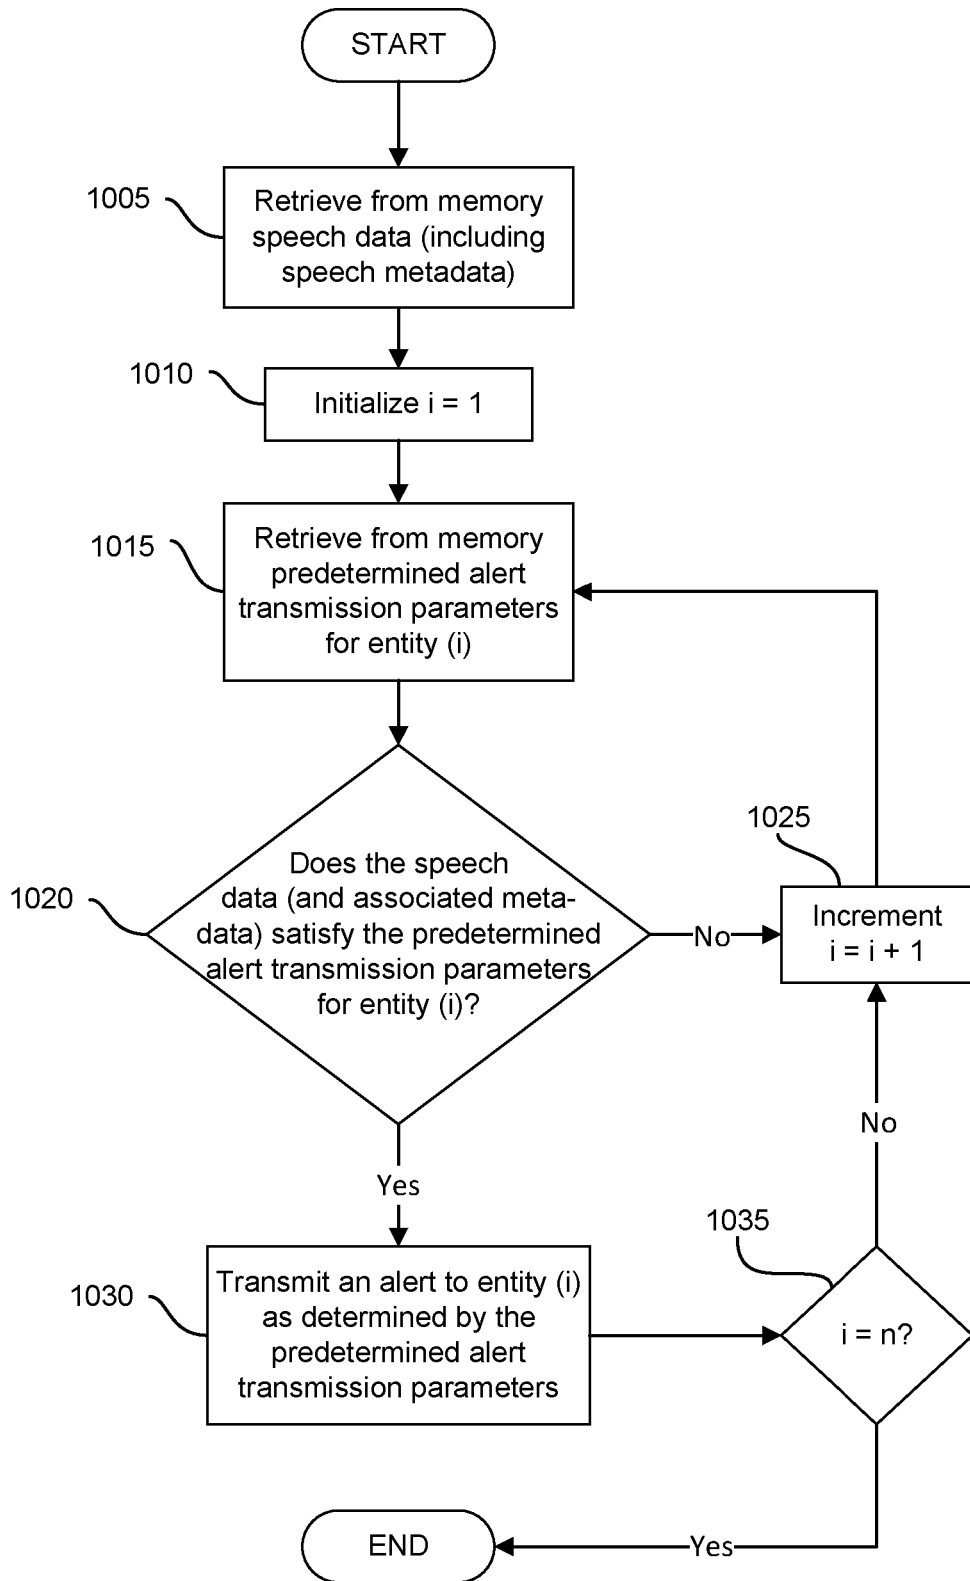 START
1005
Retrieve from memory
speech data (including
speech metadata)
1010
Initialize i = 1
1015
Retrieve from memory
predetermined alert
transmission parameters
for entity (i)
1020
Does the speech
data (and associated meta-
data) satisfy the predetermined
alert transmission parameters
for entity (i)?
No
1025
Increment
i = i + 1
Yes
No
1030
Transmit an alert to entity (i)
as determined by the
predetermined alert
transmission parameters
1035
i = n?
Yes
END